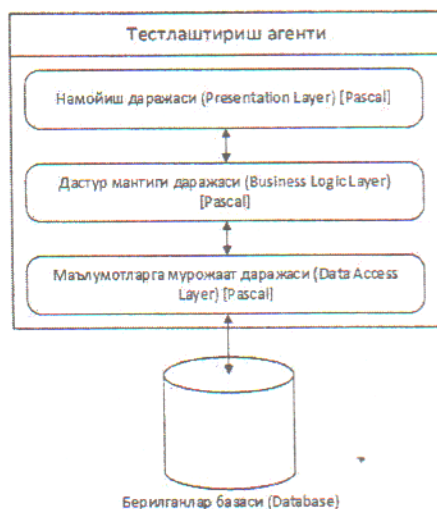 Тестлаштириш агенти
Намойиш даражаси (Presentation Layer) [Pascal]
Дастур мантиги даражаси (Business Logic Layer)
[Pascal]
Маълумотларга мурожаат даражаси (Data Access
Layer) [Pascal]
Берилганлар базаси (Database)